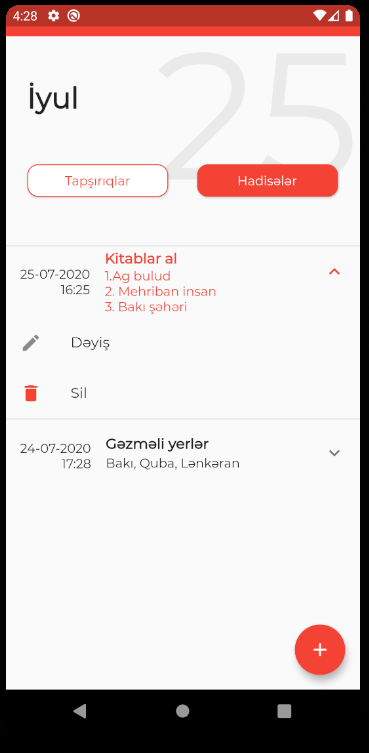 4:28
25
İyul
Tapşırıqlar
Hadisələr
25-07-2020
16:25
Kitablar al
1.Ag bulud
2. Mehriban insan
3. Bakı şəhəri
Dəyiş
Sil
24-07-2020
17:28
Gəzməli yerlər
Bakı, Quba, Lənkəran